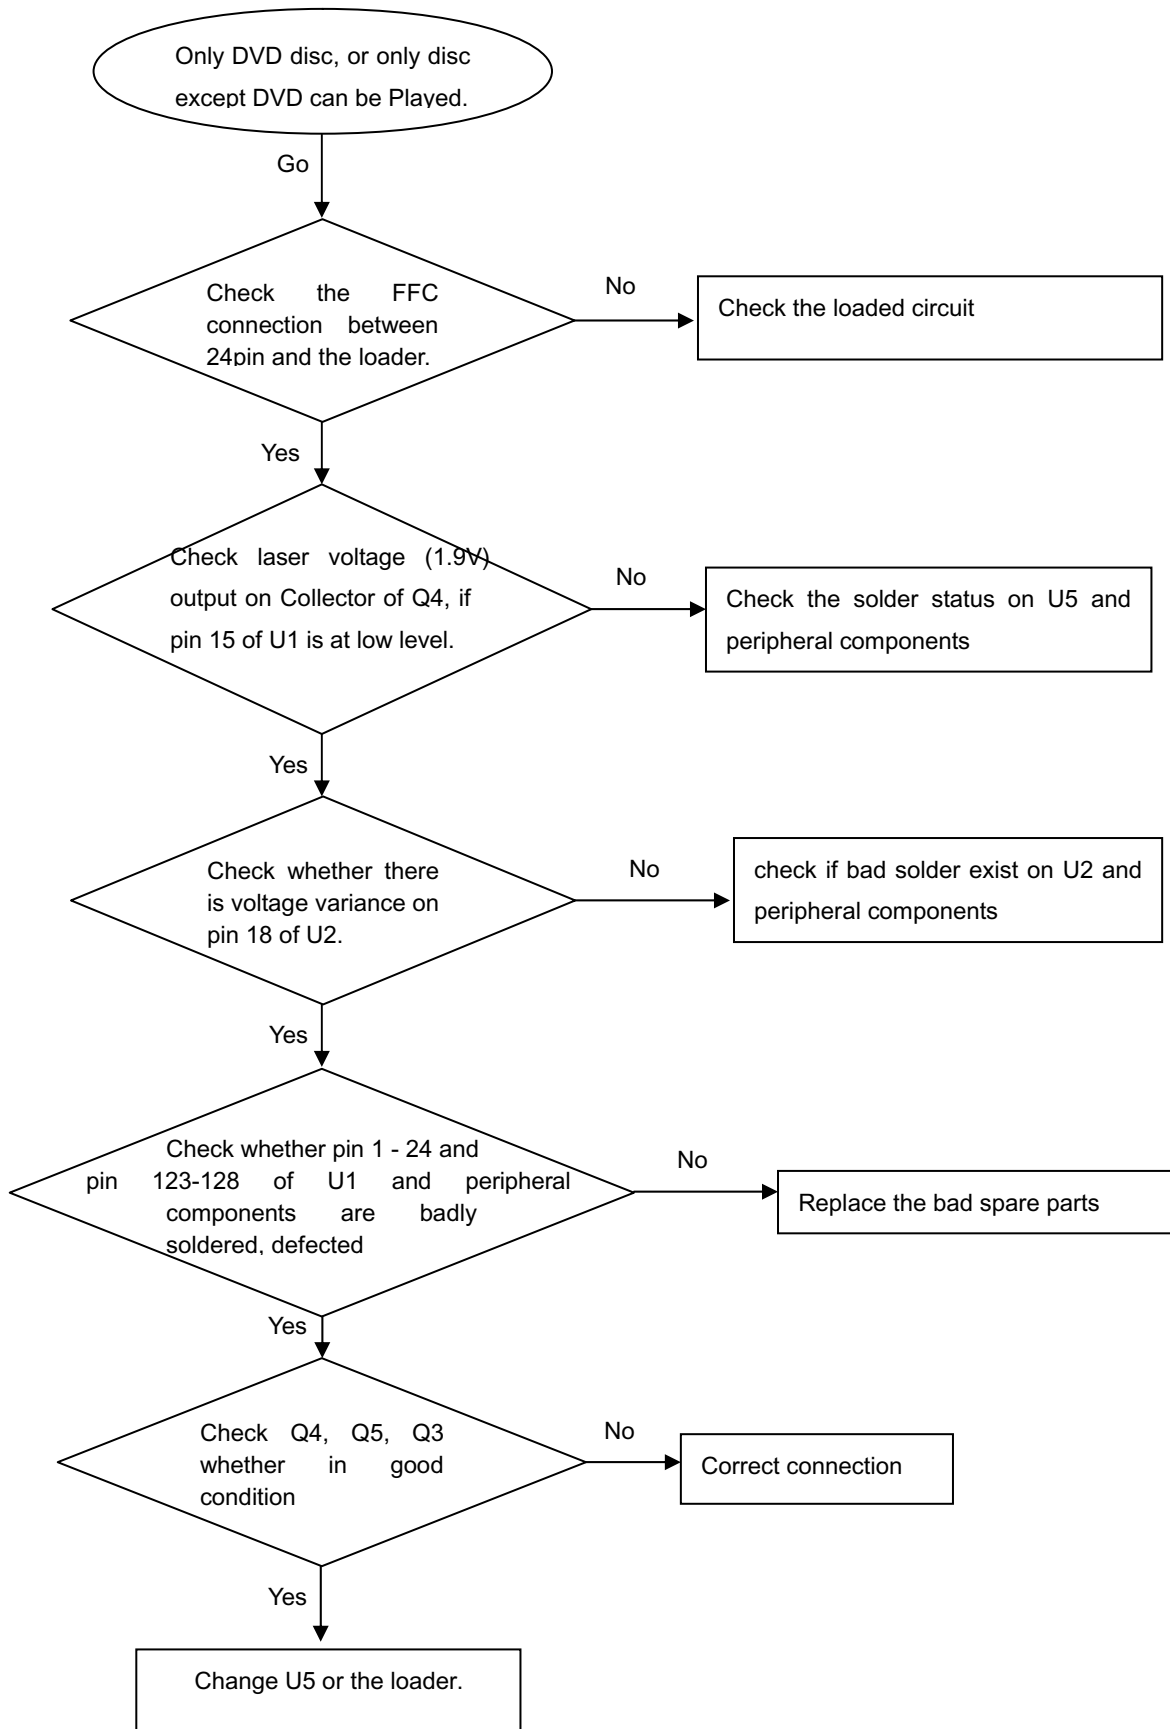 Only DVD disc, or only disc
except DVD can be Played.
Go
Check the FFC
connection between
24pin and the loader.
No
Check the loaded circuit
Yes
Check laser voltage (1.9V)
output on Collector of Q4, if
pin 15 of U1 is at low level.
No
Check the solder status on U5 and
peripheral components
Yes
Check whether there
is voltage variance on
pin 18 of U2.
No
check if bad solder exist on U2 and
peripheral components
Yes
Check whether pin 1 - 24 and
pin 123-128 of U1 and peripheral
components are badly
soldered, defected
No
Replace the bad spare parts
Yes
Check Q4, Q5, Q3
whether in good
condition
No
Correct connection
Yes
Change U5 or the loader.